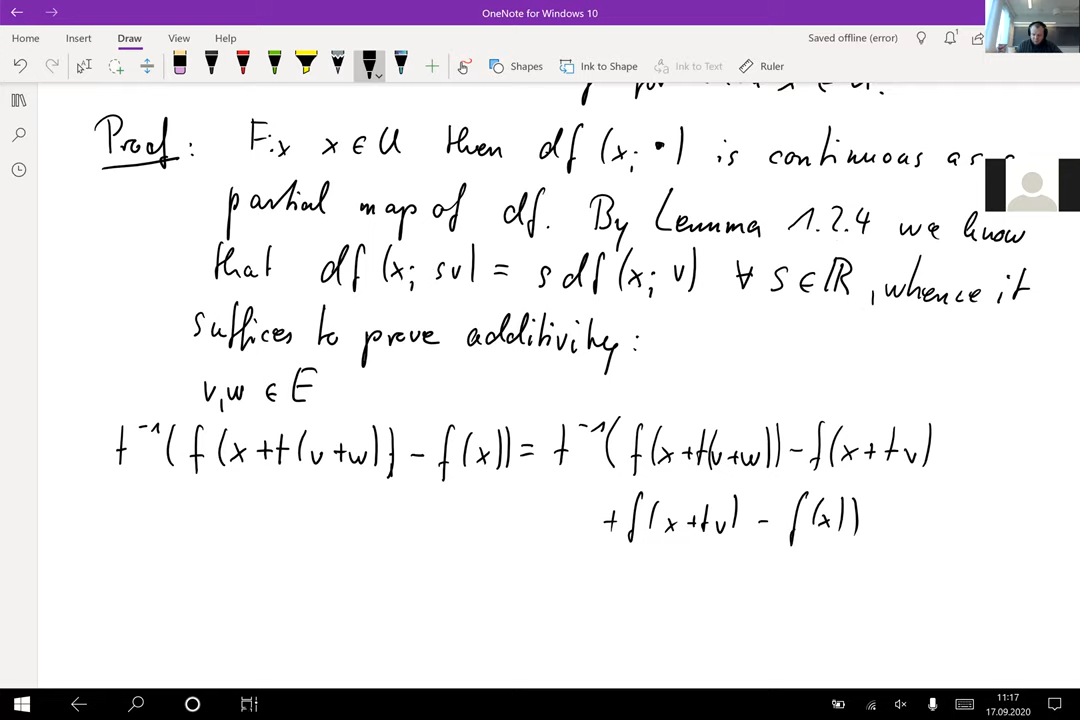 OneNote for Windows 10
Home Insert Draw View Help
Saved offline (error)
Shapes Ink to Shape Ink to Text Ruler
for x ∈ U.
Proof: Fix x ∈ U then df (x; •) is continuous as
partial map of df. By Lemma 1.2.4 we know
that df (x; sv) = s df (x; v) ∀ s ∈ ℝ, whence it
suffices to prove additivity:
v,w ∈ E
t⁻¹( f(x+t(v+w)) - f(x)) = t⁻¹( f(x+t(v+w)) - f(x+tv)
+ f(x+tv) - f(x))
11:17
17.09.2020